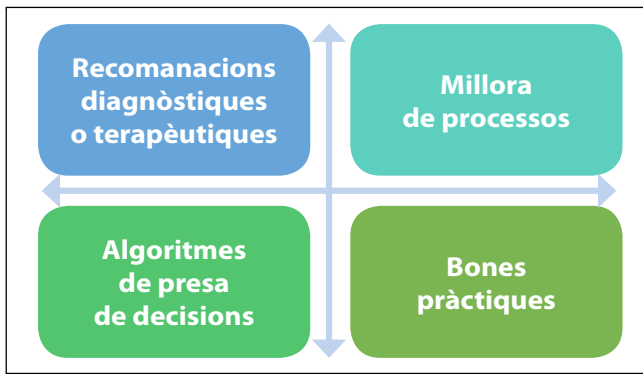 Recomanacions
diagnòstiques
o terapèutiques
Millora
de processos
Algoritmes
de presa
de decisions
Bones
pràctiques